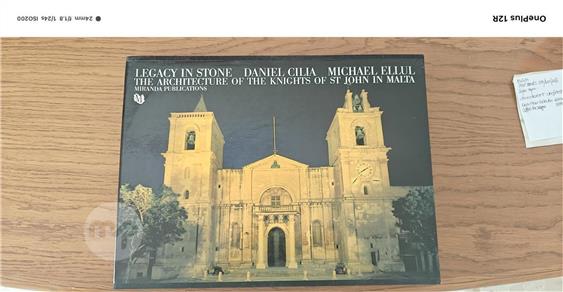 OnePlus 12R
24mm f/1.8 1/24s ISO200
LEGACY IN STONE DANIEL CILIA MICHAEL ELLUL
THE ARCHITECTURE OF THE KNIGHTS OF ST JOHN IN MALTA
MIRANDA PUBLICATIONS